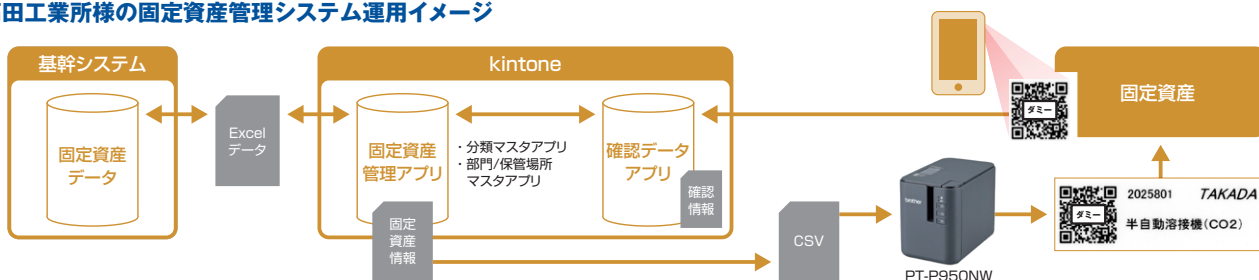 田工業所様の固定資産管理システム運用イメージ
基幹システム
固定資産
データ
Excel
データ
kintone
固定資産
管理アプリ
・分類マスタアプリ
・部門/保管場所
マスタアプリ
確認データ
アプリ
確認
情報
固定
資産
情報
CSV
brother
PT-P950NW
ダミー
固定資産
ダミー
2025801 TAKADA
半自動溶接機(CO2)